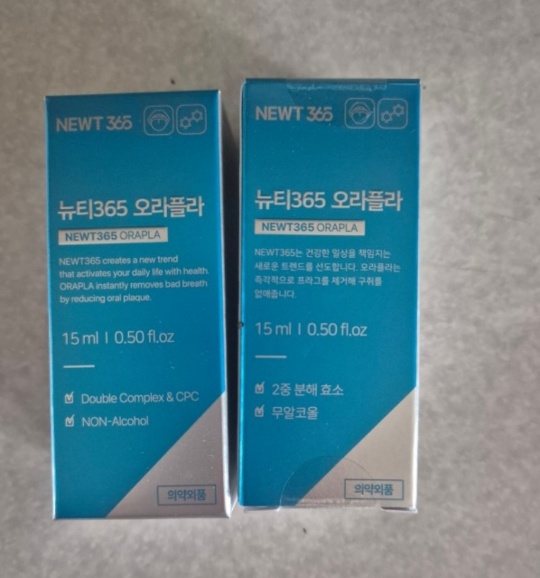 NEWT 365
뉴티365 오라플라
NEWT365 ORAPLA
NEWT365 creates a new trend
that activates your daily life with health.
ORAPLA instantly removes bad breath
by reducing oral plaque.
15 ml | 0.50 fl.oz
Double Complex & CPC
NON-Alcohol
의약외품
NEWT 365
뉴티365 오라플라
NEWT365 ORAPLA
NEWT365는 건강한 일상을 책임지는
새로운 트렌드를 선도합니다. 오라플라는
즉각적으로 프라그를 제거해 구취를
없애줍니다.
15 ml | 0.50 fl.oz
2중 분해 효소
무알코올
의약외품